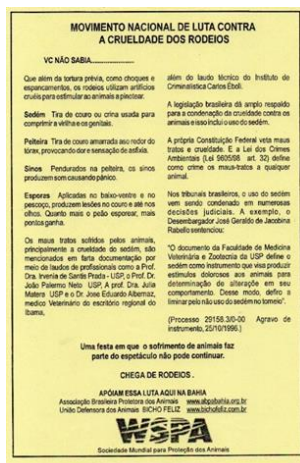 MOVIMENTO NACIONAL DE LUTA CONTRA
A CRUELDADE DOS RODEIOS
VC NÃO SABIA.......................
Que além da tortura prévia, como choques e
espancamentos, os rodeios utilizam artifícios
cruéis para estimular ao animais a pinotear.
Sedém Tira de couro ou crina usada para
comprimir a virilha e os genitais.
Peiteira Tira de couro amarrada ao redor do
tórax, provocando dor e sensação de asfixia.
Sinos Pendurados na peiteira, os sinos
produzem som causando pânico.
Esporas Aplicadas no baixo-ventre e no
pescoço, produzem lesões no couro e até nos
olhos. Quanto mais o peão esporear, mais
pontos ganha.
Os maus tratos sofridos pelos animais,
principalmente a crueldade do sedém, são
mencionados em farta documentação por
meio de laudos de profissionais como a Prof.
Dra. Irvenia de Santis Prada - USP, o Prof. Dr.
João Palermo Neto USP, A prof. Dra. Julia
Matera USP e o Dr. José Eduardo Albernaz,
medico Veterinário do escritório regional do
Ibama,
além do laudo técnico do Instituto de
Criminalística Carlos Éboli.
A legislação brasileira dá amplo respaldo
para a condenação da crueldade contra os
animais e isso inclui o uso do sedém.
A própria Constituição Federal veta maus
tratos e crueldade. E a Lei dos Crimes
Ambientais (Lei 9605/98 art. 32) define
como crime os maus-tratos a qualquer
animal.
Nos tribunais brasileiros, o uso do sedém
vem sendo condenado em numerosas
decisões judiciais. A exemplo, o
Desembargador José Geraldo de Jacobina
Rabello sentenciou:
"O documento da Faculdade de Medicina
Veterinária e Zootecnia da USP define o
sedém como instrumento que visa produzir
estímulos dolorosos aos animais para
determinação de alteração em seu
comportamento. Desse modo, defiro a
liminar pelo não uso do sedém no torneio".
(Processo 29158.3/0-00 Agravo de
instrumento, 25/10/1996.)
Uma festa em que o sofrimento de animais faz
parte do espetáculo não pode continuar.
CHEGA DE RODEIOS .
APÓIAM ESSA LUTA AQUI NA BAHIA
Associação Brasileira Protetora dos Animais www.abpabahia.org.br
União Defensora dos Animais BICHO FELIZ www.bichofeliz.com.br
WSPA
Sociedade Mundial para Proteção dos Animais